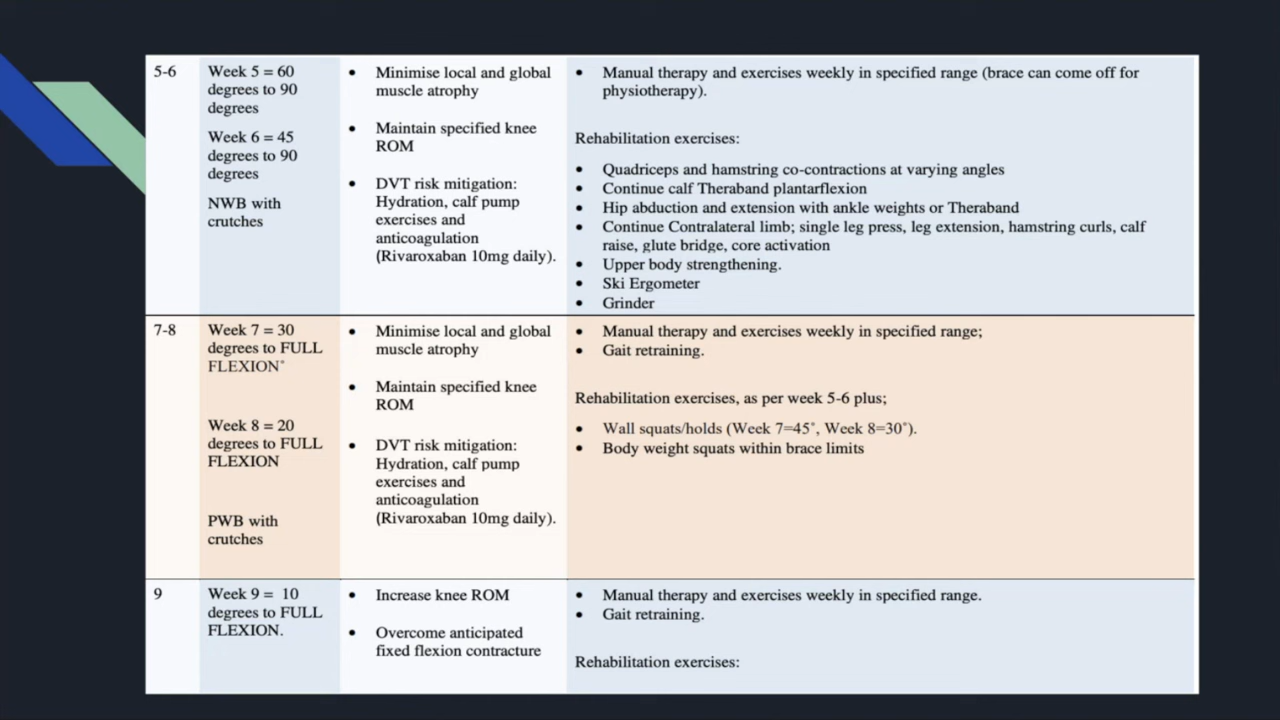 5-6
Week 5 = 60
degrees to 90
degrees
Week 6 = 45
degrees to 90
degrees
NWB with
crutches
• Minimise local and global
muscle atrophy
• Maintain specified knee
ROM
• DVT risk mitigation:
Hydration, calf pump
exercises and
anticoagulation
(Rivaroxaban 10mg daily).
• Manual therapy and exercises weekly in specified range (brace can come off for
physiotherapy).
Rehabilitation exercises:
• Quadriceps and hamstring co-contractions at varying angles
• Continue calf Theraband plantarflexion
• Hip abduction and extension with ankle weights or Theraband
• Continue Contralateral limb; single leg press, leg extension, hamstring curls, calf
raise, glute bridge, core activation
• Upper body strengthening.
• Ski Ergometer
• Grinder
7-8
Week 7 = 30
degrees to FULL
FLEXION˚
Week 8 = 20
degrees to FULL
FLEXION
PWB with
crutches
• Minimise local and global
muscle atrophy
• Maintain specified knee
ROM
• DVT risk mitigation:
Hydration, calf pump
exercises and
anticoagulation
(Rivaroxaban 10mg daily).
• Manual therapy and exercises weekly in specified range;
• Gait retraining.
Rehabilitation exercises, as per week 5-6 plus;
• Wall squats/holds (Week 7=45˚, Week 8=30˚).
• Body weight squats within brace limits
9
Week 9 = 10
degrees to FULL
FLEXION.
• Increase knee ROM
• Overcome anticipated
fixed flexion contracture
• Manual therapy and exercises weekly in specified range.
• Gait retraining.
Rehabilitation exercises: